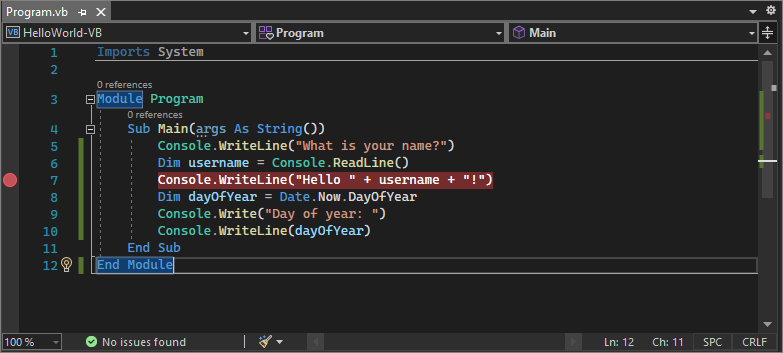 Program.vb
HelloWorld-VB Program Main
1 Imports System
2
0 references
3 Module Program
0 references
4 Sub Main(args As String())
5 Console.WriteLine("What is your name?")
6 Dim username = Console.ReadLine()
7 Console.WriteLine("Hello " + username + "!")
8 Dim dayOfYear = Date.Now.DayOfYear
9 Console.Write("Day of year: ")
10 Console.WriteLine(dayOfYear)
11 End Sub
12 End Module
100 % No issues found Ln: 12 Ch: 11 SPC CRLF